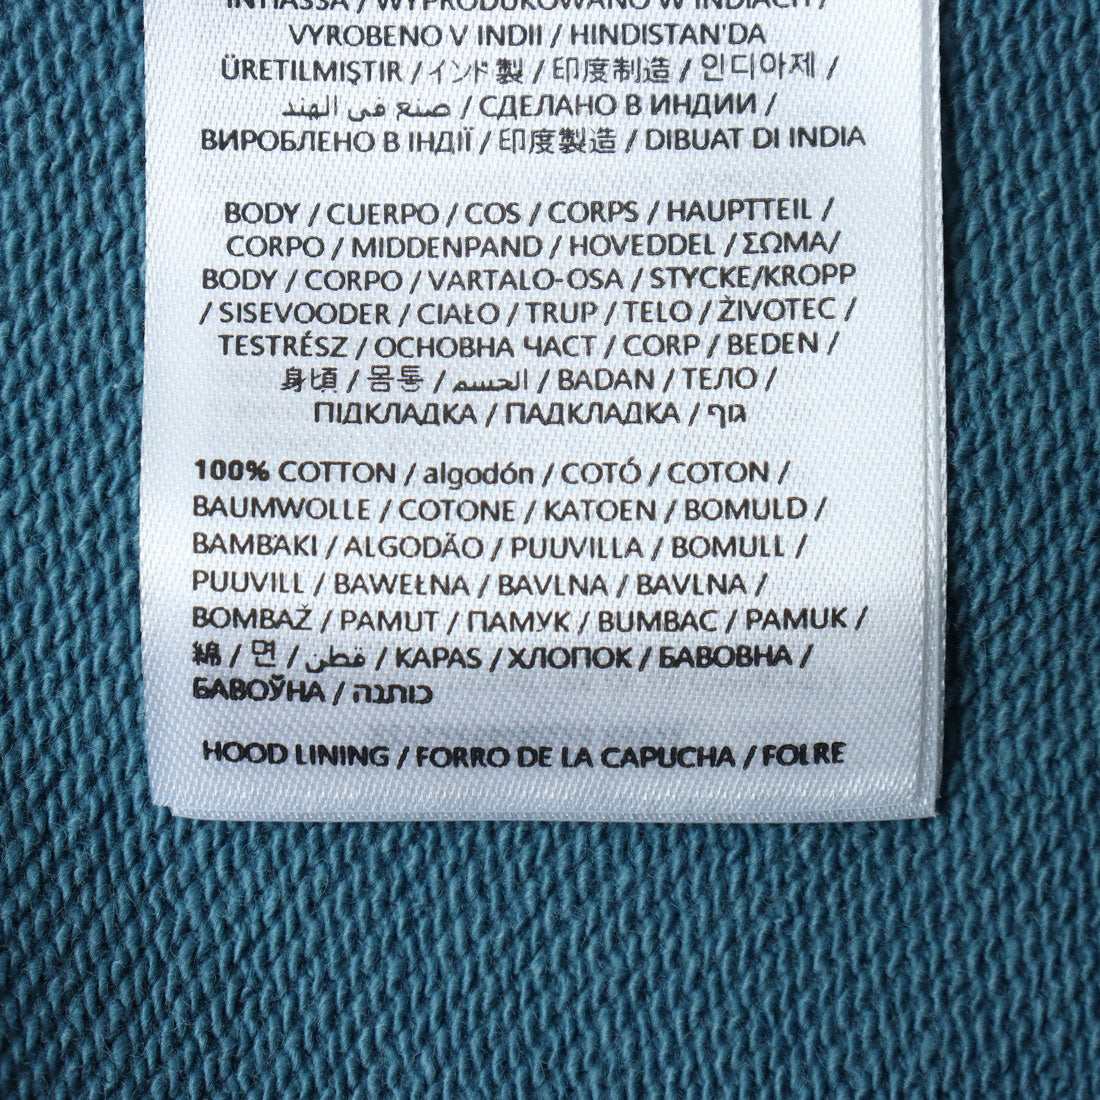 INTIASSA / WYPRODUKOWANO W INDIACH /
VYROBENO V INDII / HINDISTAN'DA
ÜRETILMIŞTIR / インド製 / 印度制造 / 인디아제 /
صنع في الهند / СДЕЛАНО В ИНДИИ /
ВИРОБЛЕНО В ІНДІЇ / 印度製造 / DIBUAT DI INDIA
BODY / CUERPO / COS / CORPS / HAUPTTEIL /
CORPO / MIDDENPAND / HOVEDDEL / ΣΩΜΑ/
BODY / CORPO / VARTALO-OSA / STYCKE/KROPP
/ SISEVOODER / CIAŁO / TRUP / TELO / ŽIVOTEC /
TESTRÉSZ / ОСНОВНА ЧАСТ / CORP / BEDEN /
身頃 / 몸통 / الجسم / BADAN / ТЕЛО /
ПІДКЛАДКА / ПАДКЛАДКА / גוף
100% COTTON / algodón / COTÓ / COTON /
BAUMWOLLE / COTONE / KATOEN / BOMULD /
ΒΑΜΒΆΚΙ / ALGODÃO / PUUVILLA / BOMULL /
PUUVILL / BAWEŁNA / BAVLNA / BAVLNA /
BOMBAŽ / PAMUT / ПАМУК / BUMBAC / PAMUK /
綿 / 면 / قطن / KAPAS / ХЛОПОК / БАВОВНА /
БАВОЎНА / כותנה
HOOD LINING / FORRO DE LA CAPUCHA / FOLRE